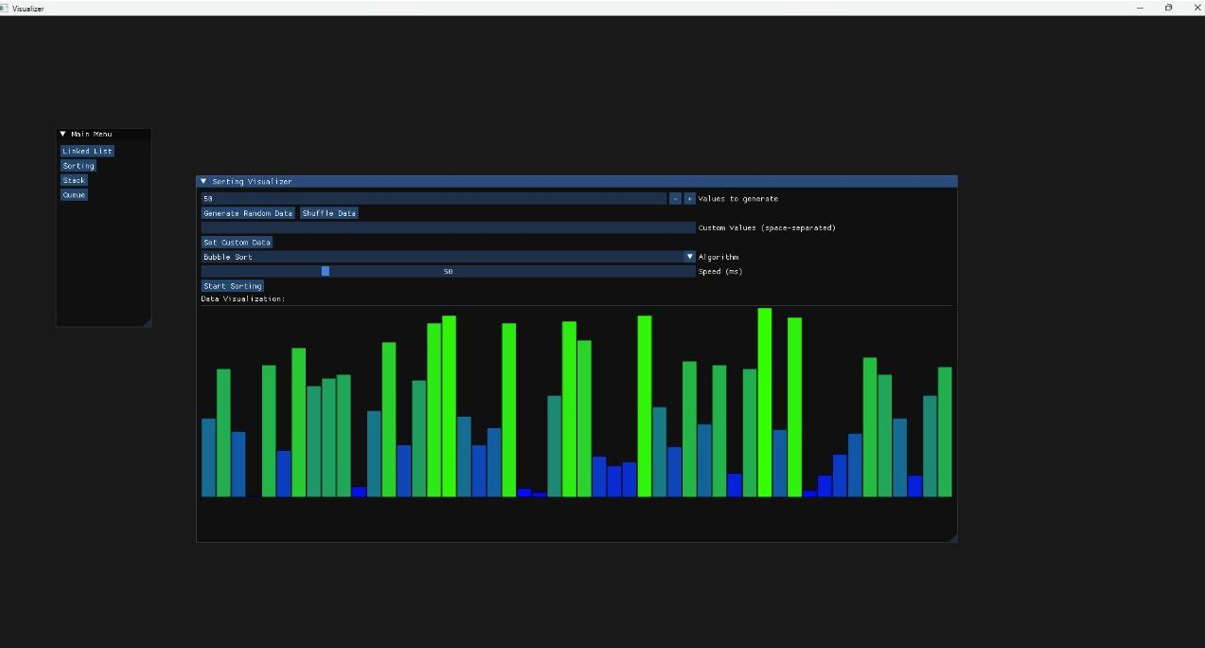 Visualizer
Main Menu
Linked List
Sorting
Stack
Queue
Sorting Visualizer
50 - + Values to generate
Generate Random Data Shuffle Data
Custom Values (space-separated)
Set Custom Data
Bubble Sort Algorithm
50 Speed (ms)
Start Sorting
Data Visualization: